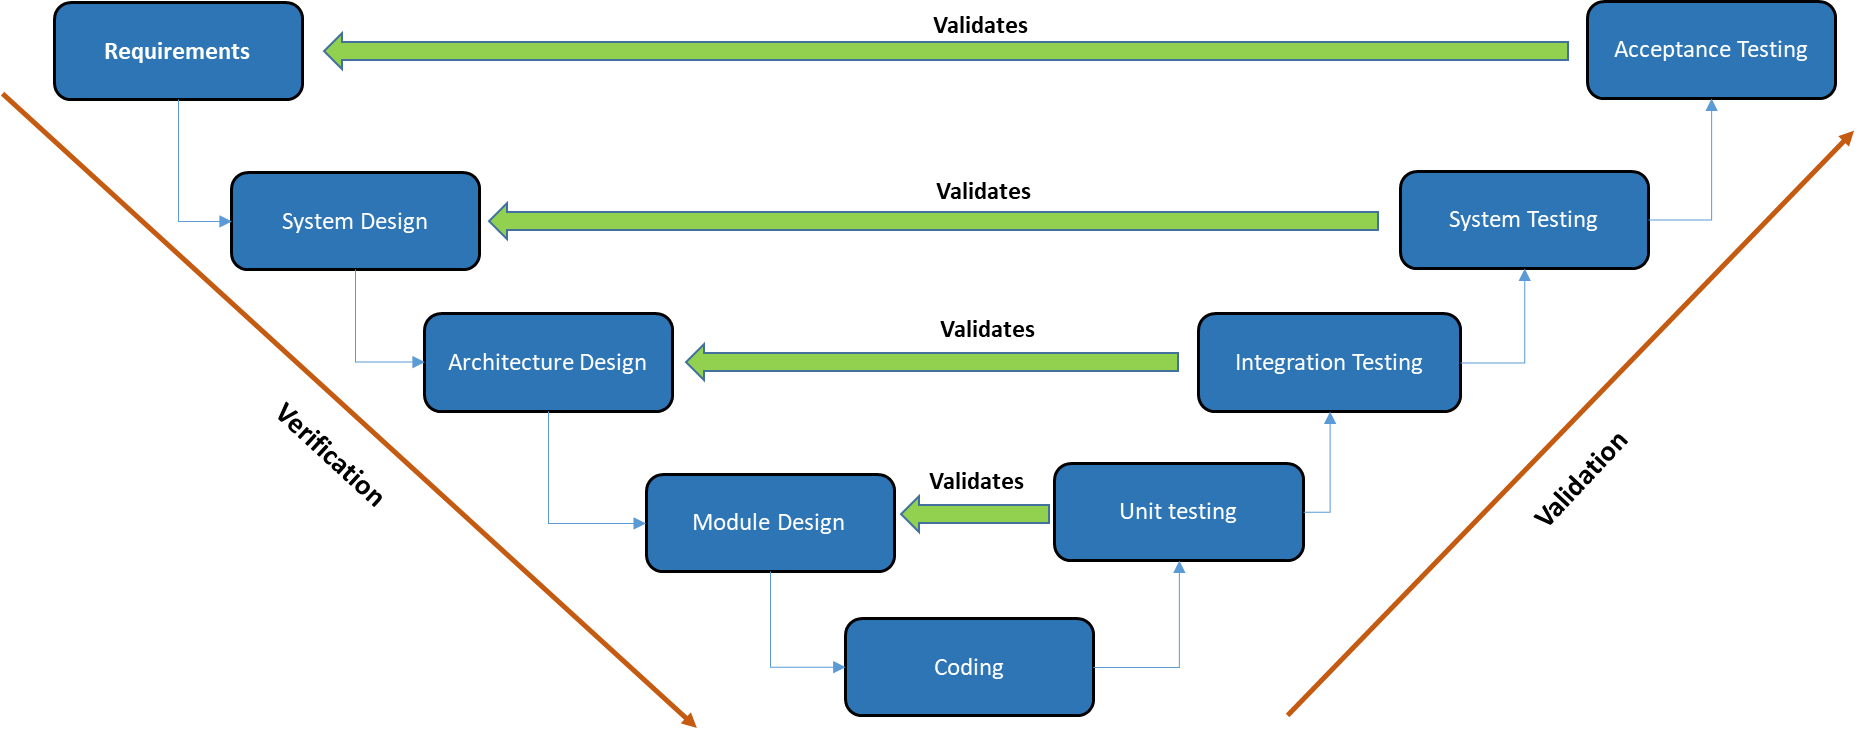 Validates
Requirements
Acceptance Testing
Validates
System Design
System Testing
Validates
Architecture Design
Integration Testing
Verification
Validation
Validates
Module Design
Unit testing
Coding